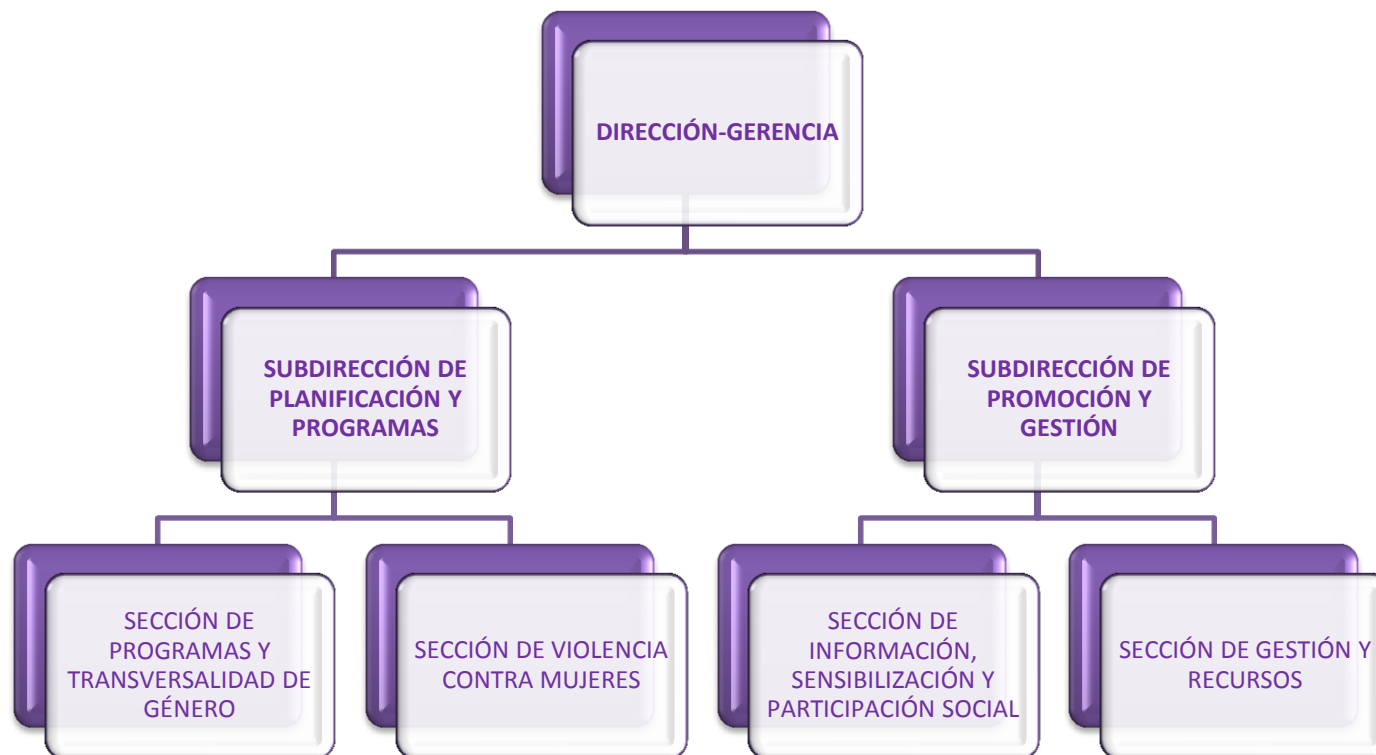 DIRECCIÓN-GERENCIA
SUBDIRECCIÓN DE
PLANIFICACIÓN Y
PROGRAMAS
SUBDIRECCIÓN DE
PROMOCIÓN Y
GESTIÓN
SECCIÓN DE
PROGRAMAS Y
TRANSVERSALIDAD DE
GÉNERO
SECCIÓN DE VIOLENCIA
CONTRA MUJERES
SECCIÓN DE
INFORMACIÓN,
SENSIBILIZACIÓN Y
PARTICIPACIÓN SOCIAL
SECCIÓN DE GESTIÓN Y
RECURSOS